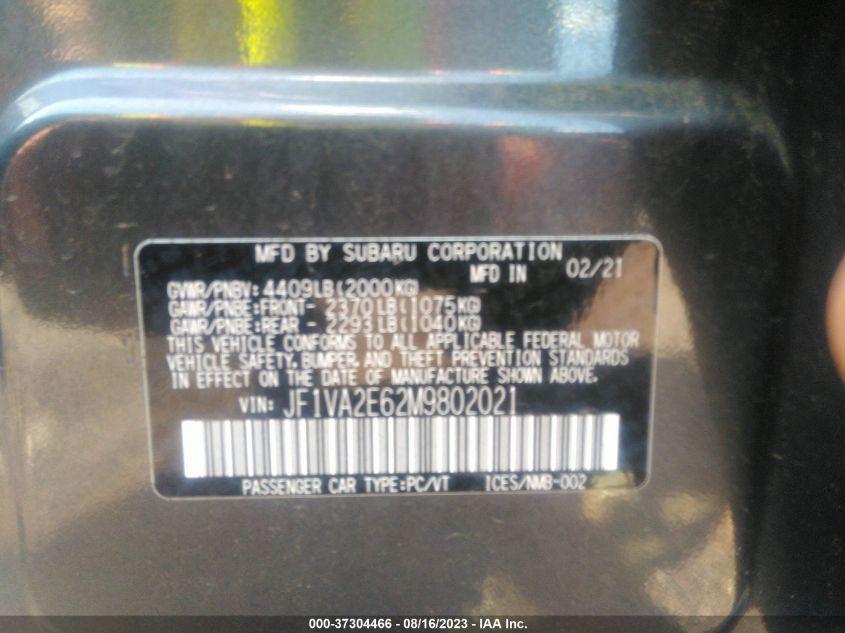 MFD BY SUBARU CORPORATION
MFD IN 02/21
GVWR/PNBV: 4409LB(2000KG)
GAWR/PNBE:FRONT- 2370LB(1075KG)
GAWR/PNBE:REAR - 2293LB(1040KG)
THIS VEHICLE CONFORMS TO ALL APPLICABLE FEDERAL MOTOR
VEHICLE SAFETY, BUMPER, AND THEFT PREVENTION STANDARDS
IN EFFECT ON THE DATE OF MANUFACTURE SHOWN ABOVE.
VIN: JF1VA2E62M9802021
PASSENGER CAR TYPE:PC/VT ICES/NMB-002
000-37304466 - 08/16/2023 - IAA Inc.